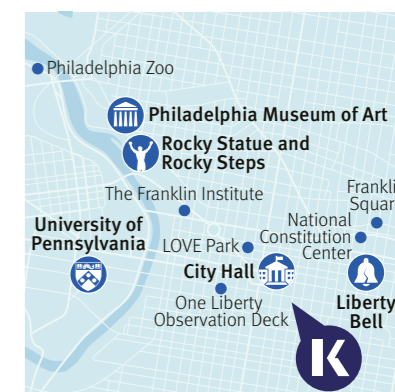 Philadelphia Zoo
Philadelphia Museum of Art
Rocky Statue and
Rocky Steps
The Franklin Institute
Frankli
Squar
University of
Pennsylvania
National
Constitution
Center
LOVE Park
City Hall
One Liberty
Observation Deck
Liberty
Bell
K